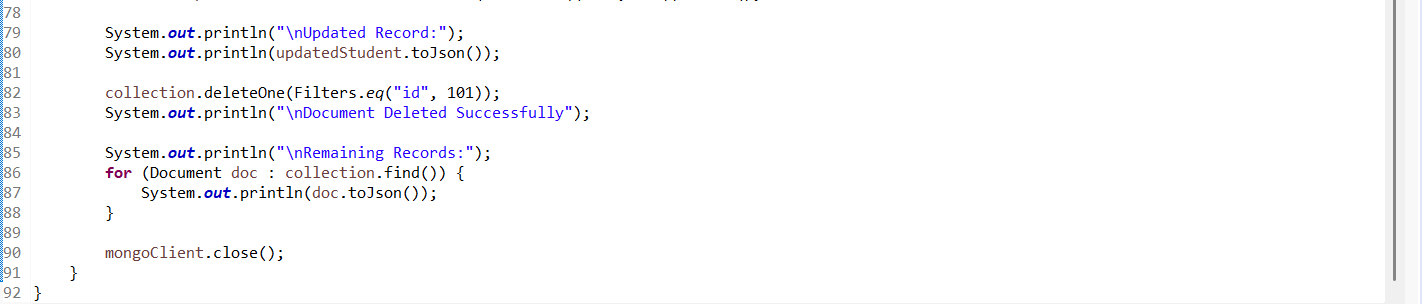 78
79 System.out.println("\nUpdated Record:");
80 System.out.println(updatedStudent.toJson());
81
82 collection.deleteOne(Filters.eq("id", 101));
83 System.out.println("\nDocument Deleted Successfully");
84
85 System.out.println("\nRemaining Records:");
86 for (Document doc : collection.find()) {
87 System.out.println(doc.toJson());
88 }
89
90 mongoClient.close();
91 }
92 }